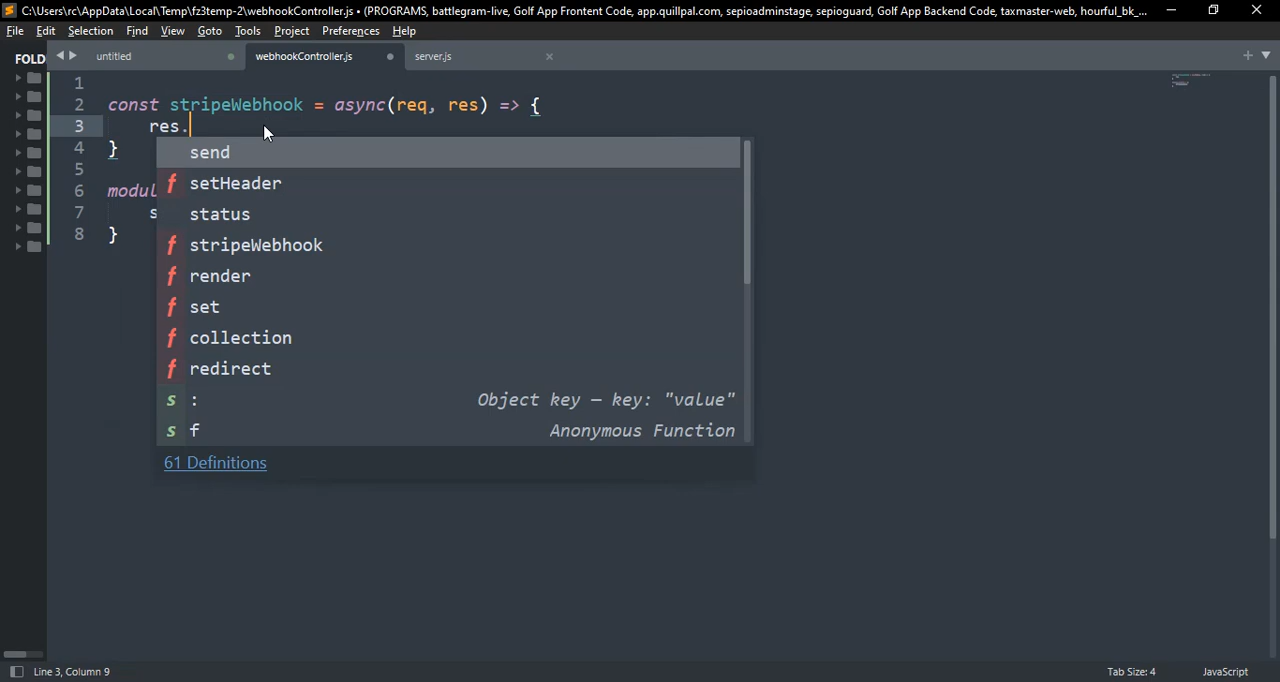 C:\Users\rc\AppData\Local\Temp\fz3temp-2\webhookController.js • (PROGRAMS, battlegram-live, Golf App Frontent Code, app.quillpal.com, sepioadminstage, sepioguard, Golf App Backend Code, taxmaster-web, hourful_bk_...
File Edit Selection Find View Goto Tools Project Preferences Help
FOLD
untitled webhookController.js server.js
1
2 const stripeWebhook = async(req, res) => {
3 res.
4 }
5
6 modul
7 s
8 }
send
f setHeader
status
f stripeWebhook
f render
f set
f collection
f redirect
s : Object key — key: "value"
s f Anonymous Function
61 Definitions
Line 3, Column 9 Tab Size: 4 JavaScript